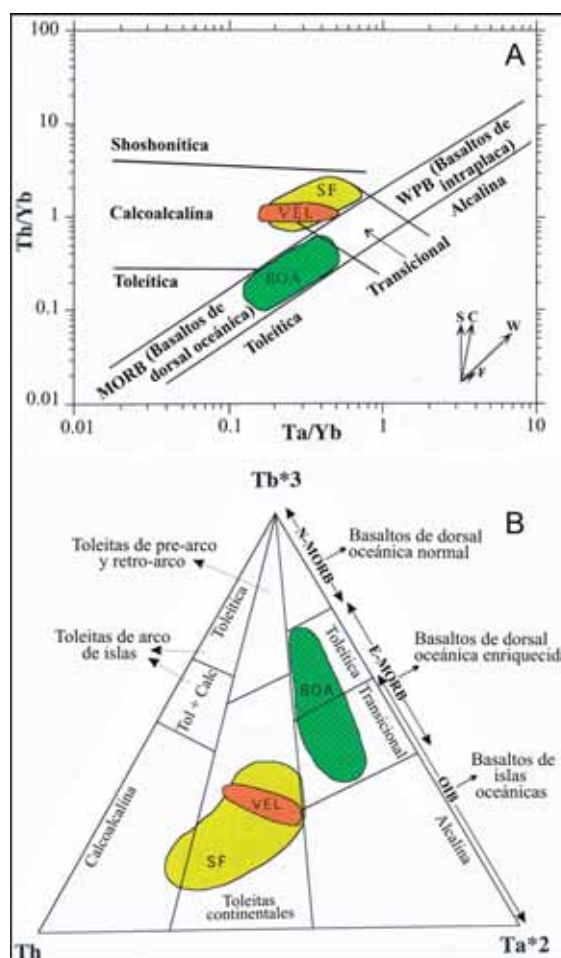 A
100
10
1
0.1
0.01
Th/Yb
Shoshonítica
Calcoalcalína
Toleítica
SF
VEL
BOA
WPB (Basaltos de
intraplaca)
Alcalina
Transicional
MORB (Basaltos de
dorsal oceánica)
Toleítica
S C
W
F
0.01
0.1
1
10
Ta/Yb
Tb*3
B
Toleitas de pre-arco
y retro-arco
Toleitas de arco
de islas
Toleítica
Tol + Calc
Calcoalcalína
N-MORB
Basaltos de dorsal
oceánica normal
E-MORB
Basaltos de dorsal
oceánica enriquecid
OIB
Basaltos de
islas
oceánicas
Toleítica
Transicional
Alcalina
BOA
VEL
SF
Toleitas
continentales
Th
Ta*2